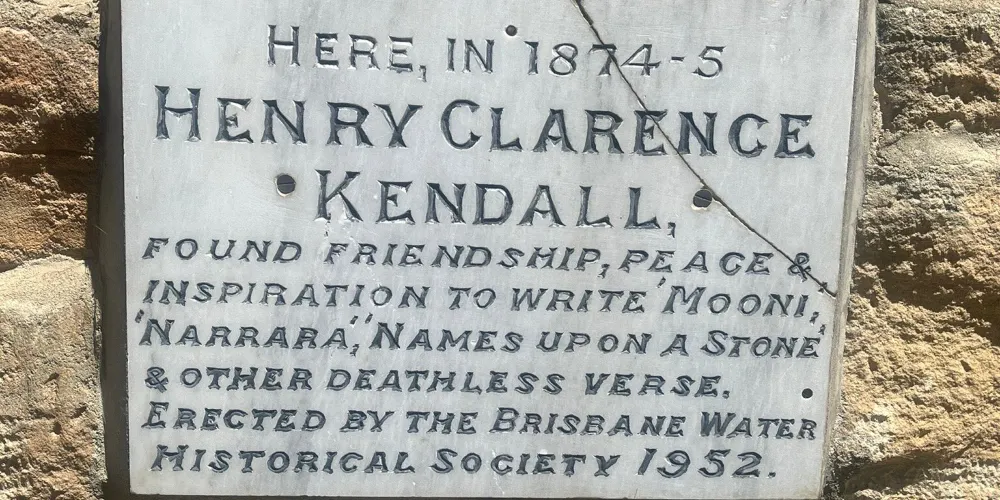 HERE, IN 1874-5
HENRY CLARENCE
KENDALL,
FOUND FRIENDSHIP, PEACE &
INSPIRATION TO WRITE 'MOONI,'
'NARRARA,' 'NAMES UPON A STONE'
& OTHER DEATHLESS VERSE.
ERECTED BY THE BRISBANE WATER
HISTORICAL SOCIETY 1952.